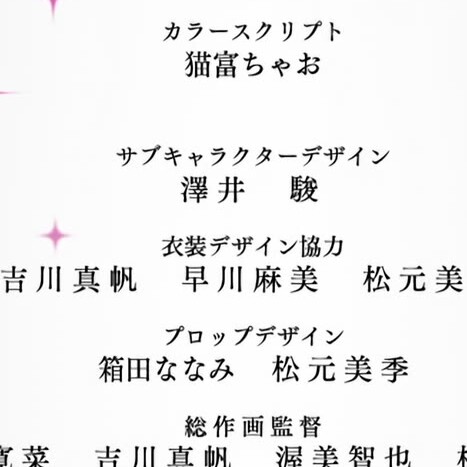 カラースクリプト
猫富ちゃお
サブキャラクターデザイン
澤井　駿
衣装デザイン協力
吉川真帆　早川麻美　松元美
プロップデザイン
箱田ななみ　松元美季
総作画監督
寛菜　吉川真帆　渥美智也